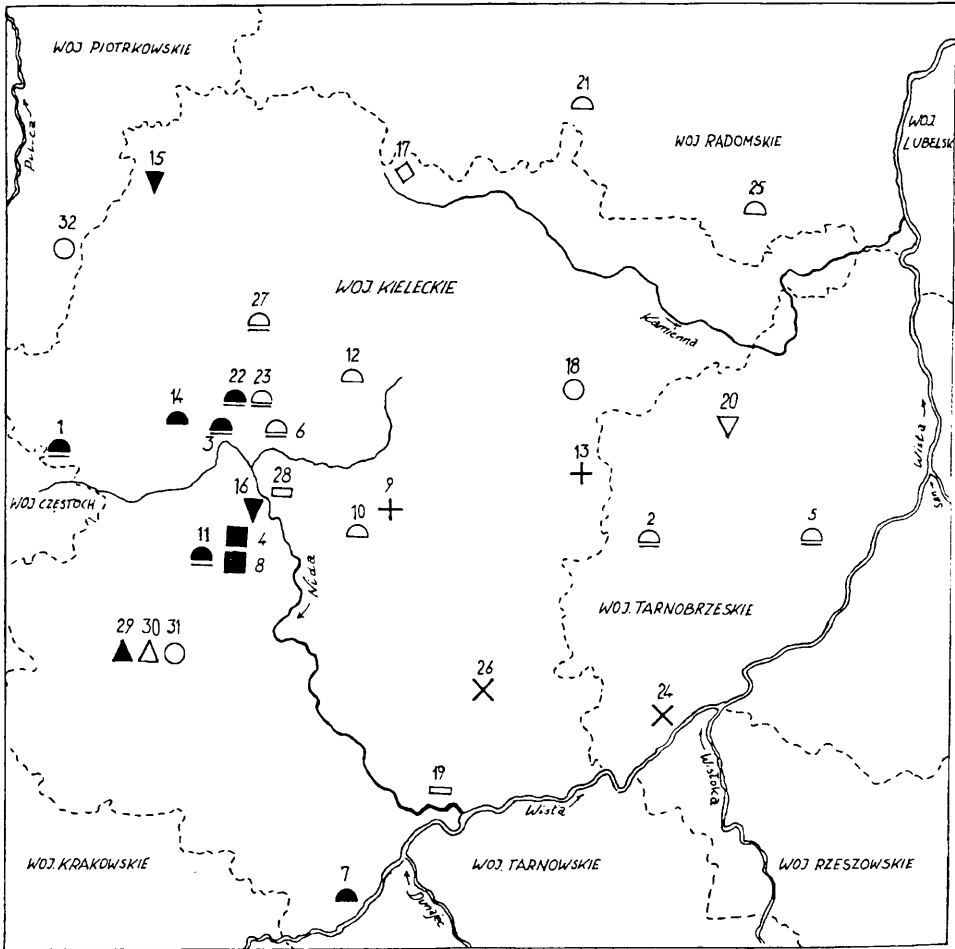 WOJ PIOTRKOWSKIE
Pilica
21
WOJ RADOMSKIE
WOJ
LUBELSK
15
17
25
32
WOJ. KIELECKIE
27
Kamienna
12
18
22 23
14
20
1
3
6
Wisła
13
WOJ CZĘSTOCH
16
28
9
San
10
2
5
4
11
8
Nida
WOJ. TARNOBRZESKIE
29 30 31
26
24
Wisłoka
19
Wisła
WOJ. KRAKOWSKIE
WOJ. TARNOWSKIE
WOJ RZESZOWSKIE
7
Dunajec